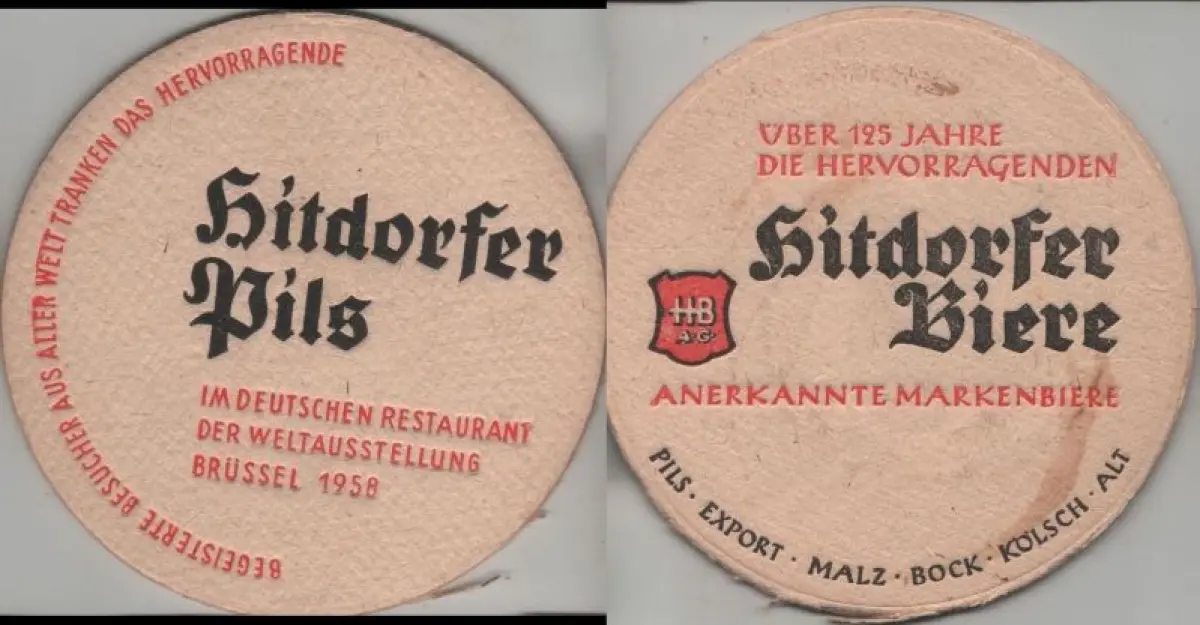 BEGEISTERTE BESUCHER AUS ALLER WELT TRANKEN DAS HERVORRAGENDE
Hitdorfer
Pils
IM DEUTSCHEN RESTAURANT
DER WELTAUSSTELLUNG
BRÜSSEL 1958
ÜBER 125 JAHRE
DIE HERVORRAGENDEN
Hitdorfer
Biere
HB
AG
ANERKANNTE MARKENBIERE
PILS · EXPORT · MALZ · BOCK · KÖLSCH · ALT